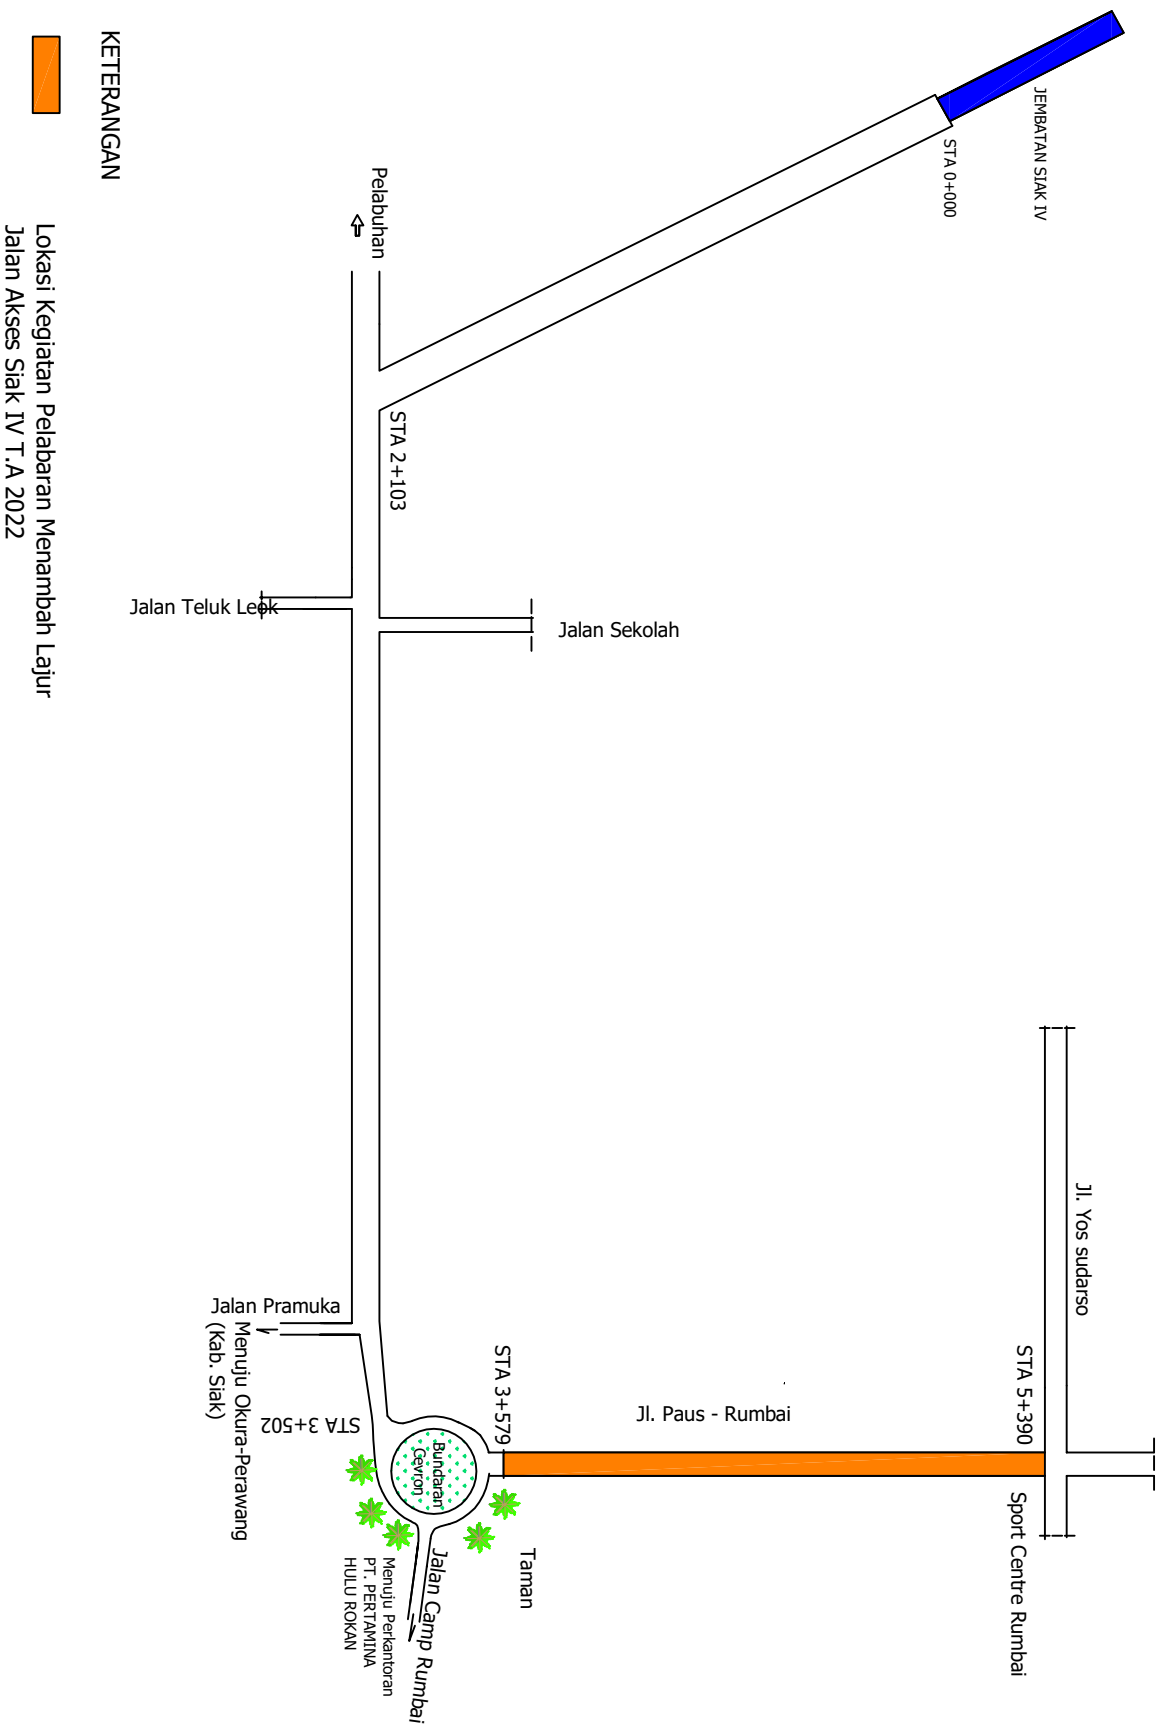 JEMBATAN SIAK IV
STA 0+000
Pelabuhan
STA 2+103
Jalan Teluk Leok
Jalan Sekolah
Jl. Yos sudarso
STA 5+390
Sport Centre Rumbai
Jl. Paus - Rumbai
STA 3+579
Taman
Bundaran
Cevron
Jalan Camp Rumbai
Menuju Perkantoran
PT. PERTAMINA
HULU ROKAN
STA 3+502
Jalan Pramuka
Menuju Okura-Perawang
(Kab. Siak)
KETERANGAN
Lokasi Kegiatan Pelabaran Menambah Lajur
Jalan Akses Siak IV T.A 2022